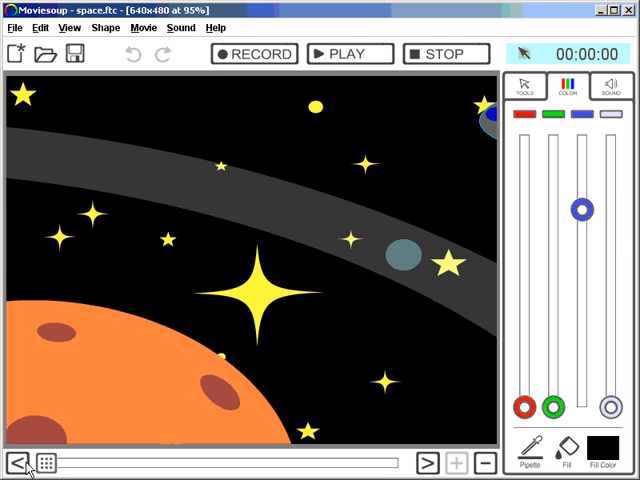 Moviesoup - space.ftc - [640x480 at 95%]
File Edit View Shape Movie Sound Help
RECORD PLAY STOP 00:00:00
TOOLS COLOR SOUND
< > + -
Pipette Fill Fill Color